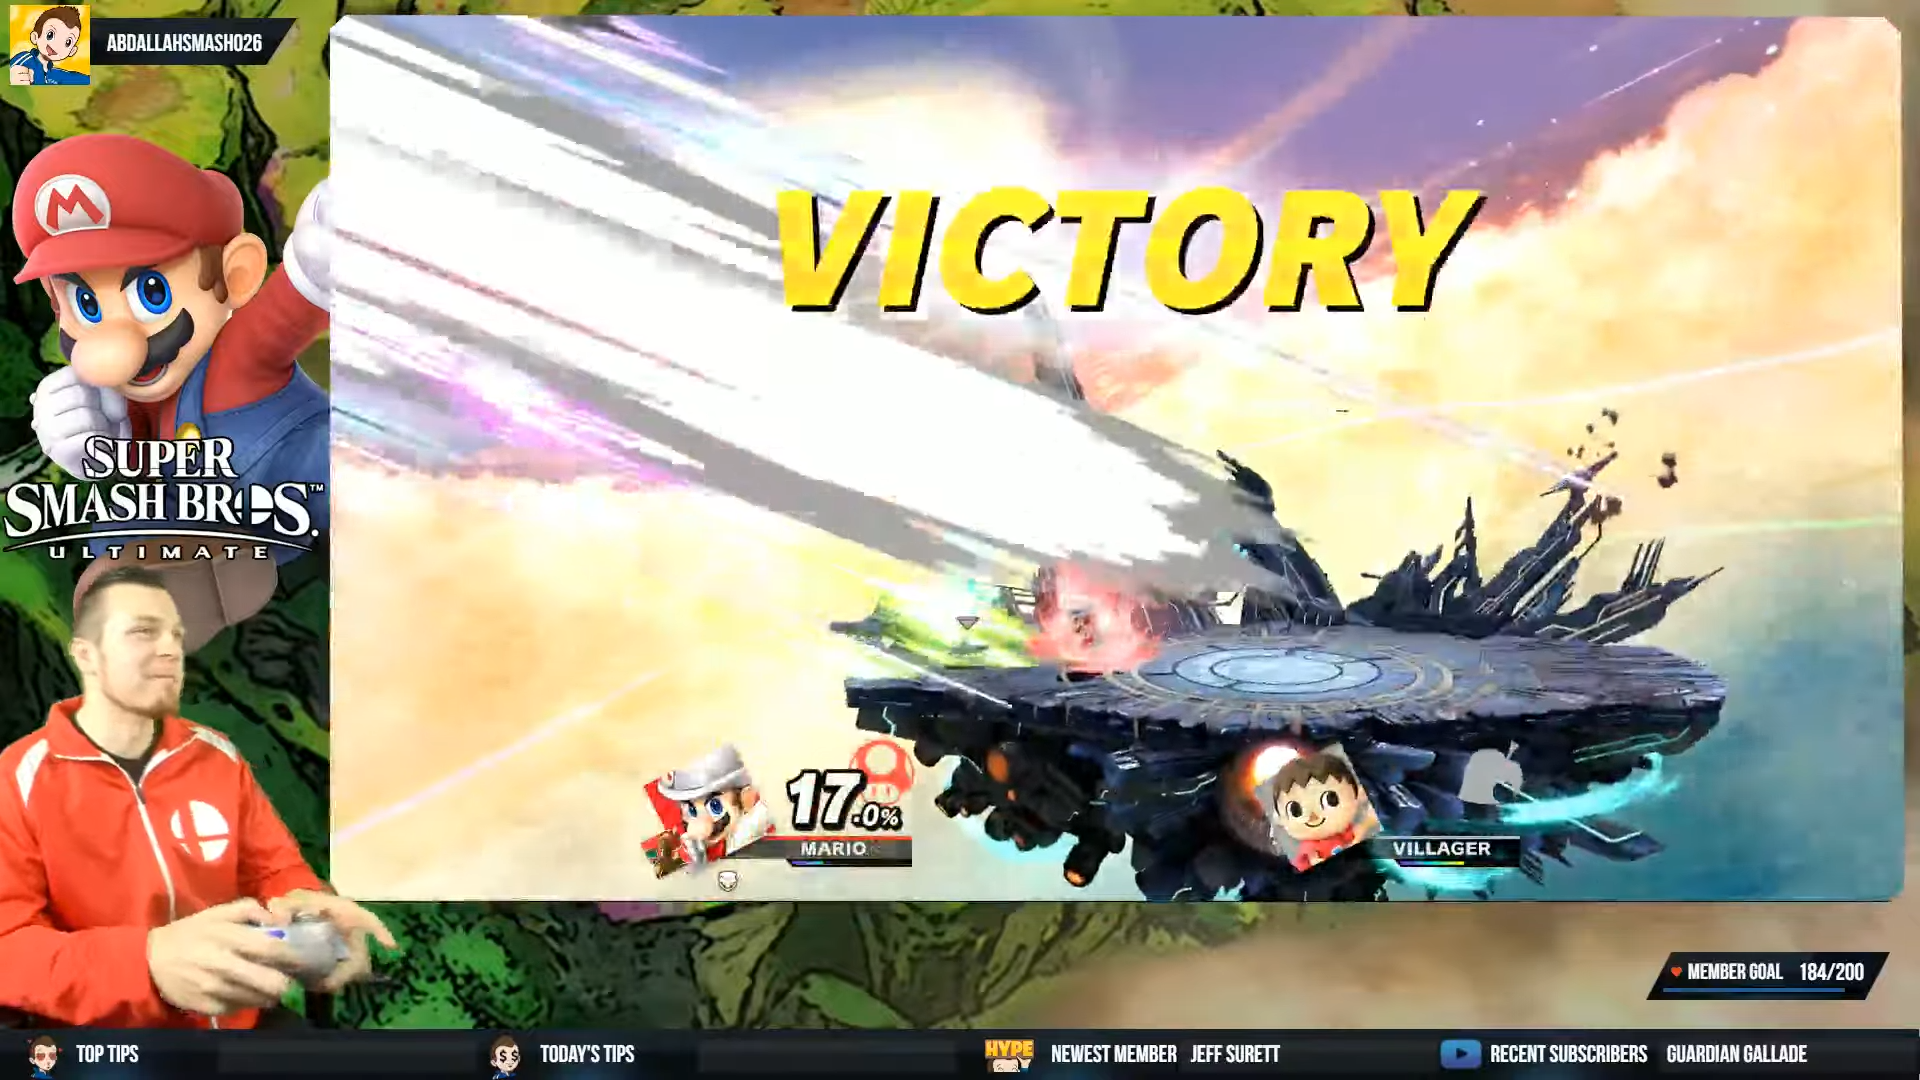 ABDALLAHSMASH026
M
VICTORY
SUPER
SMASH BROS.™
ULTIMATE
17.0%
MARIO
VILLAGER
MEMBER GOAL 184/200
TOP TIPS
TODAY'S TIPS
HYPE
NEWEST MEMBER JEFF SURETT
RECENT SUBSCRIBERS GUARDIAN GALLADE